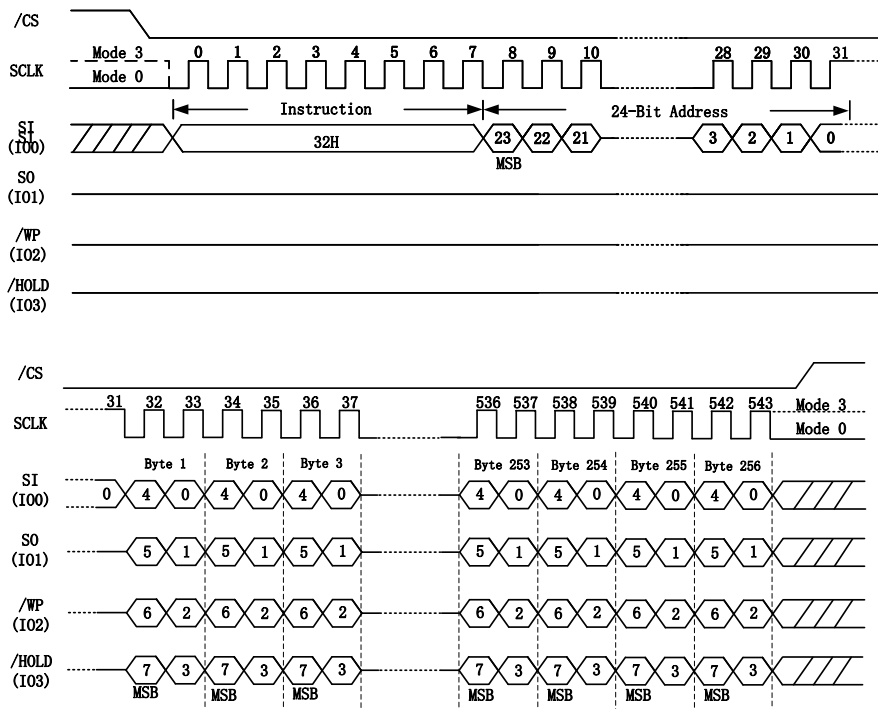 /CS
Mode 3 0 1 2 3 4 5 6 7 8 9 10 28 29 30 31
SCLK
Mode 0
Instruction 24-Bit Address
SI
(IO0)
32H 23 22 21 3 2 1 0
MSB
SO
(IO1)
/WP
(IO2)
/HOLD
(IO3)
/CS
31 32 33 34 35 36 37 536 537 538 539 540 541 542 543 Mode 3
SCLK
Mode 0
Byte 1 Byte 2 Byte 3 Byte 253 Byte 254 Byte 255 Byte 256
SI
(IO0)
0 4 0 4 0 4 0 4 0 4 0 4 0 4 0
SO
(IO1)
5 1 5 1 5 1 5 1 5 1 5 1 5 1
/WP
(IO2)
6 2 6 2 6 2 6 2 6 2 6 2 6 2
/HOLD
(IO3)
7 3 7 3 7 3 7 3 7 3 7 3 7 3
MSB MSB MSB MSB MSB MSB MSB